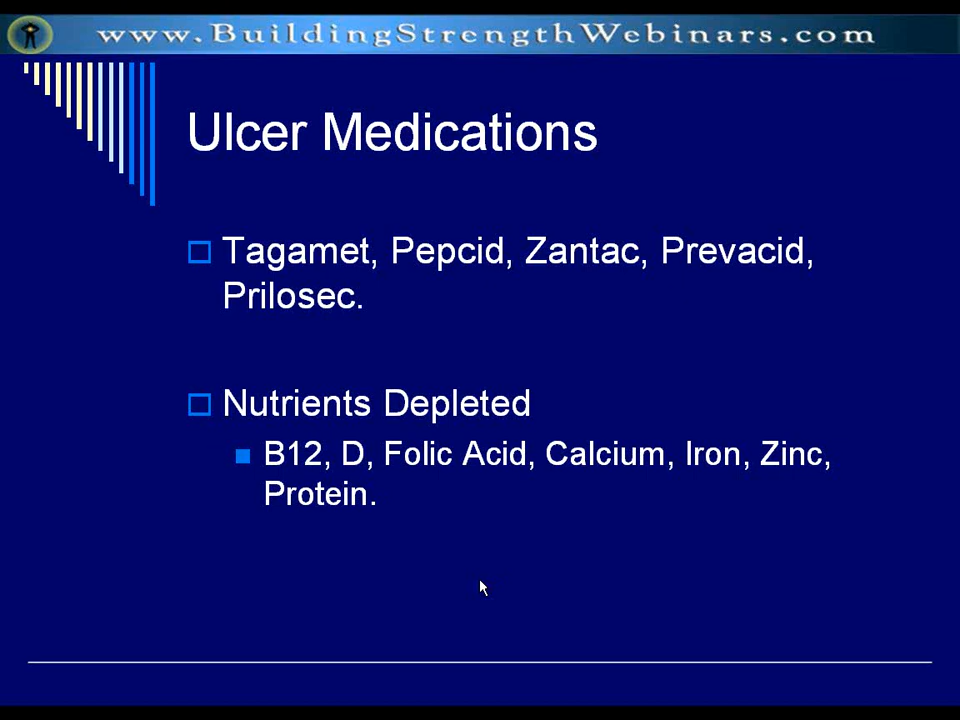 www.BuildingStrengthWebinars.com
Ulcer Medications
Tagamet, Pepcid, Zantac, Prevacid,
Prilosec.
Nutrients Depleted
B12, D, Folic Acid, Calcium, Iron, Zinc,
Protein.